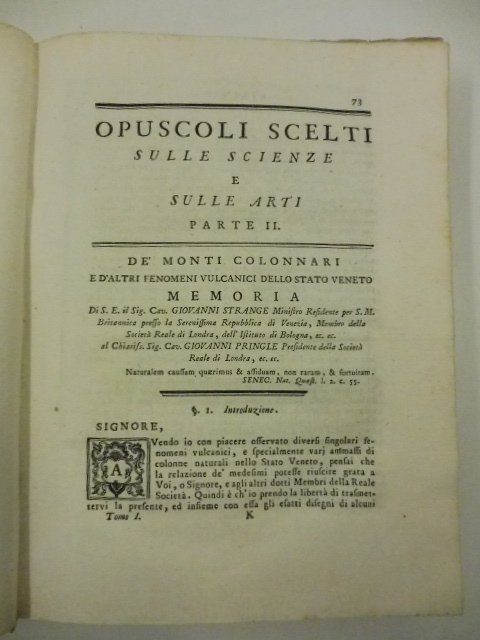 73
OPUSCOLI SCELTI
SULLE SCIENZE
E
SULLE ARTI
PARTE II.
DE' MONTI COLONNARI
E D'ALTRI FENOMENI VULCANICI DELLO STATO VENETO
MEMORIA
Di S. E. il Sig. Cav. GIOVANNI STRANGE Ministro Residente per S. M.
Britannica presso la Serenissima Repubblica di Venezia, Membro della
Società Reale di Londra, dell' Istituto di Bologna, ec. ec.
al Chiariss. Sig. Cav. GIOVANNI PRINGLE Presidente della Società
Reale di Londra, ec. ec.
Naturalem caussam quærimus & assiduam, non raram, & fortuitam.
SENEC. Nat. Quæst. l. 2. c. 55.
§. 1. Introduzione.
SIGNORE,
AVendo io con piacere osservato diversi singolari fe-
nomeni vulcanici, e specialmente varj ammassi di
colonne naturali nello Stato Veneto, pensai che
la relazione de' medesimi potesse riuscire grata a
Voi, o Signore, e agli altri dotti Membri della Reale
Società. Quindi è ch'io prendo la libertà di trasmet-
tervi la presente, ed insieme con essa gli esatti disegni di alcuni
Tomo I. K